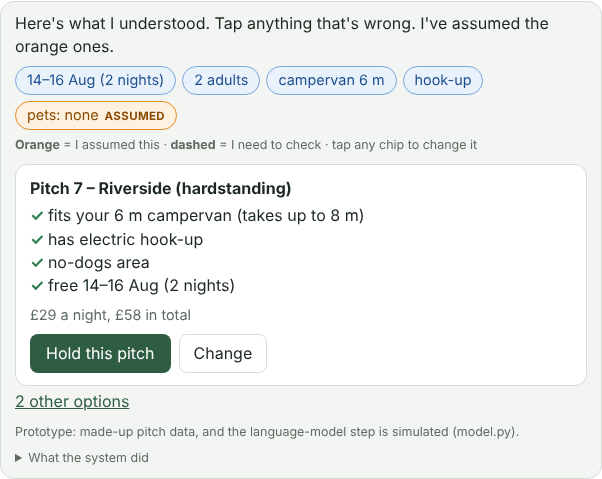 Here's what I understood. Tap anything that's wrong. I've assumed the
orange ones.
14–16 Aug (2 nights) 2 adults campervan 6 m hook-up
pets: none ASSUMED
Orange = I assumed this · dashed = I need to check · tap any chip to change it
Pitch 7 – Riverside (hardstanding)
✓ fits your 6 m campervan (takes up to 8 m)
✓ has electric hook-up
✓ no-dogs area
✓ free 14–16 Aug (2 nights)
£29 a night, £58 in total
Hold this pitch Change
2 other options
Prototype: made-up pitch data, and the language-model step is simulated (model.py).
▶ What the system did